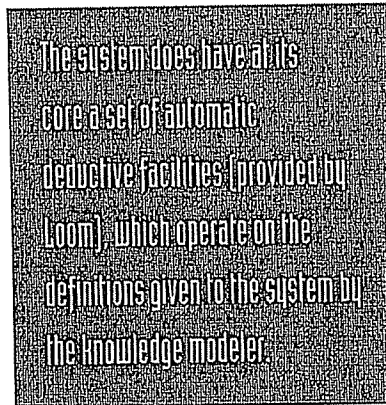 The system does have at its
core a set of automatic
deductive facilities (provided by
Loom), which operate on the
definitions given to the system by
the knowledge modeler.